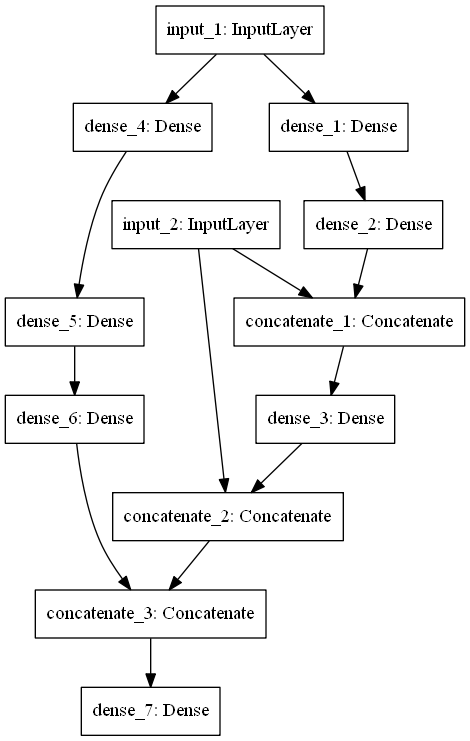 input_1: InputLayer
dense_4: Dense
dense_1: Dense
input_2: InputLayer
dense_2: Dense
dense_5: Dense
concatenate_1: Concatenate
dense_6: Dense
dense_3: Dense
concatenate_2: Concatenate
concatenate_3: Concatenate
dense_7: Dense